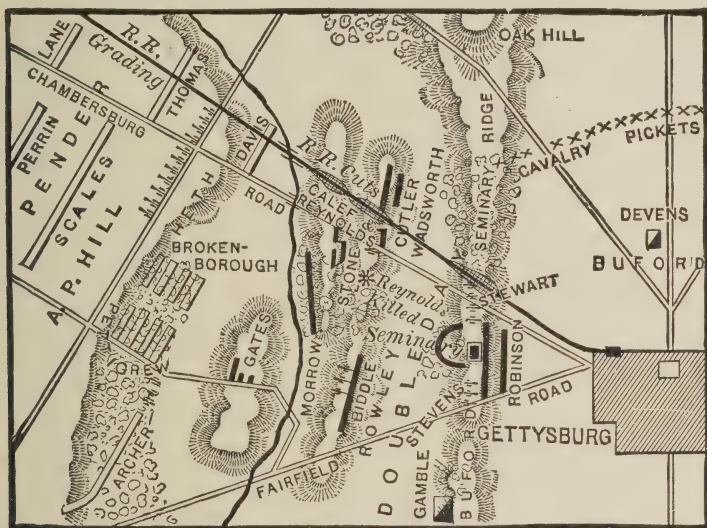 LANE
R.R.
Grading
THOMAS
CHAMBERSBURG
ROAD
PERRIN
PENDER
SCALES
A.P. HILL
DAVIS
HETH
BROKEN-
BOROUGH
PETTI
GREW
ARCHER
GATES
R.R. Cuts
CALEF
REYNOLDS
CUTLER
WADSWORTH
STONE
Reynolds
Killed
Seminary
MORROW
BIDDLE
ROWLEY
DOUBLEDAY
STEVENS
GAMBLE
BUFORD
FAIRFIELD
ROAD
ROBINSON
STEWART
SEMINARY
RIDGE
OAK HILL
CAVALRY
PICKETS
DEVENS
BUFORD
GETTYSBURG